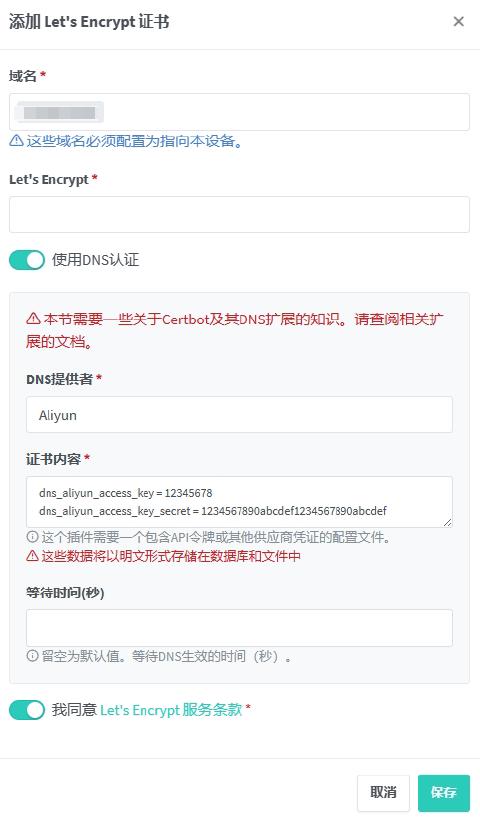 添加 Let's Encrypt 证书
域名 *
这些域名必须配置为指向本设备。
Let's Encrypt *
使用DNS认证
本节需要一些关于Certbot及其DNS扩展的知识。请查阅相关扩
展的文档。
DNS提供者 *
Aliyun
证书内容 *
dns_aliyun_access_key = 12345678
dns_aliyun_access_key_secret = 1234567890abcdef1234567890abcdef
这个插件需要一个包含API令牌或其他供应商凭证的配置文件。
这些数据将以明文形式存储在数据库和文件中
等待时间(秒)
留空为默认值。等待DNS生效的时间（秒）。
我同意 Let's Encrypt 服务条款 *
取消
保存